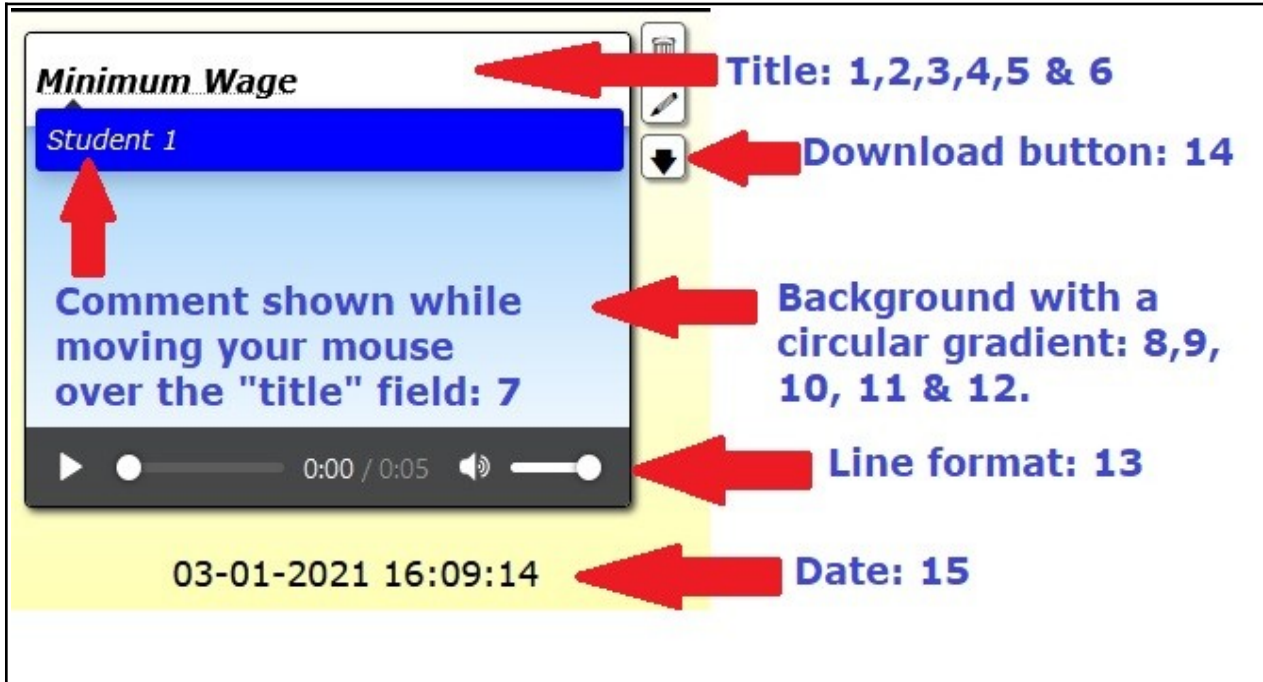 Minimum Wage
Title: 1,2,3,4,5 & 6
Student 1
Download button: 14
Comment shown while
moving your mouse
over the "title" field: 7
Background with a
circular gradient: 8,9,
10, 11 & 12.
0:00 / 0:05
Line format: 13
03-01-2021 16:09:14
Date: 15